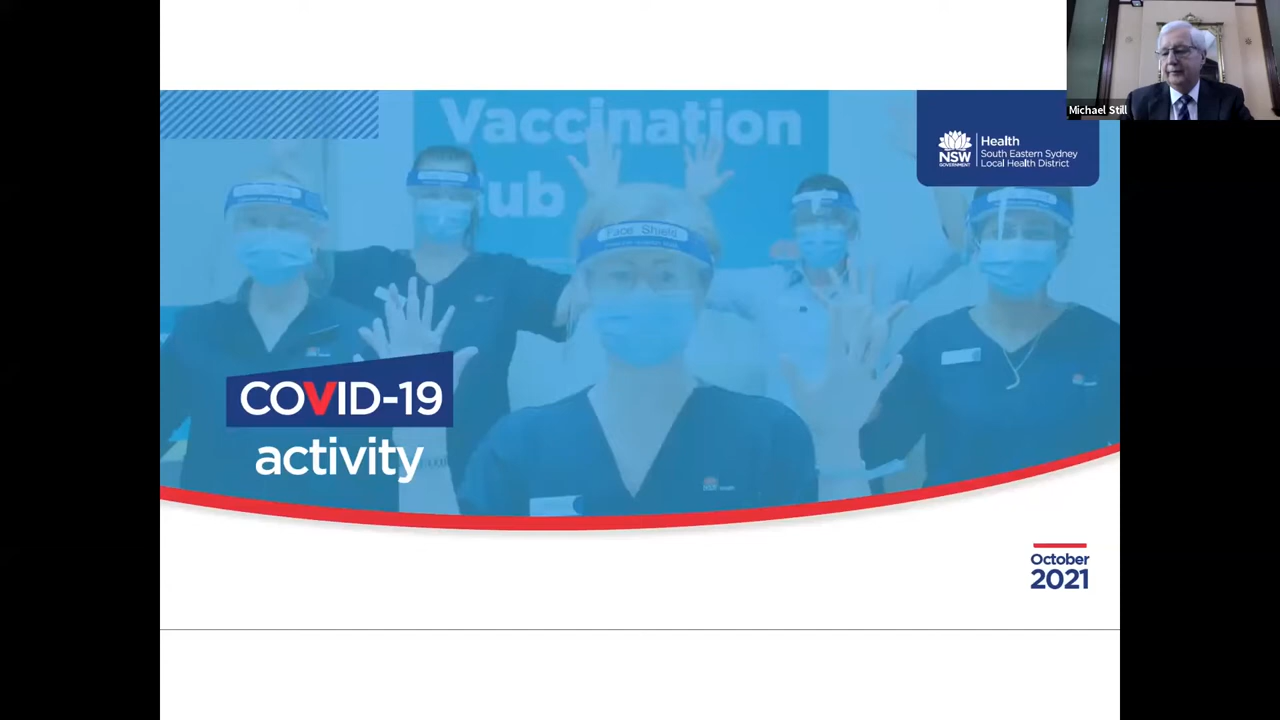 Michael Still
Vaccination
Hub
Health
South Eastern Sydney
Local Health District
NSW
GOVERNMENT
Face Shield
COVID-19
activity
October
2021